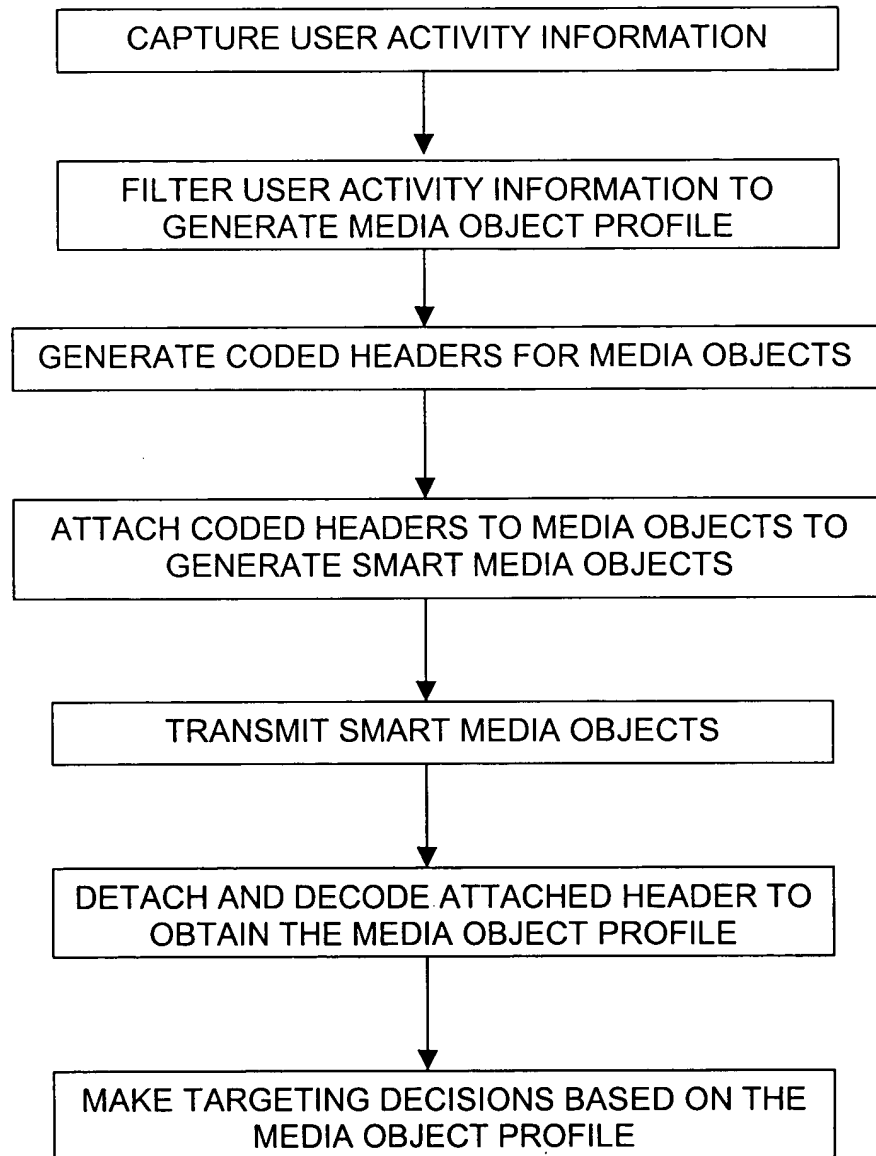 CAPTURE USER ACTIVITY INFORMATION
FILTER USER ACTIVITY INFORMATION TO
GENERATE MEDIA OBJECT PROFILE
GENERATE CODED HEADERS FOR MEDIA OBJECTS
ATTACH CODED HEADERS TO MEDIA OBJECTS TO
GENERATE SMART MEDIA OBJECTS
TRANSMIT SMART MEDIA OBJECTS
DETACH AND DECODE ATTACHED HEADER TO
OBTAIN THE MEDIA OBJECT PROFILE
MAKE TARGETING DECISIONS BASED ON THE
MEDIA OBJECT PROFILE